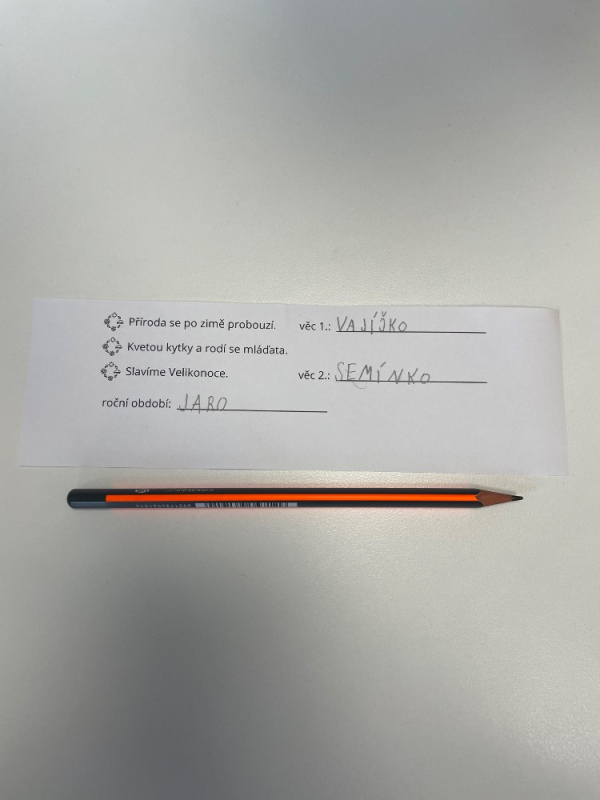 Příroda se po zimě probouzí. věc 1.: VAJÍČKO
Kvetou kytky a rodí se mláďata.
Slavíme Velikonoce. věc 2.: SEMÍNKO
roční období: JARO